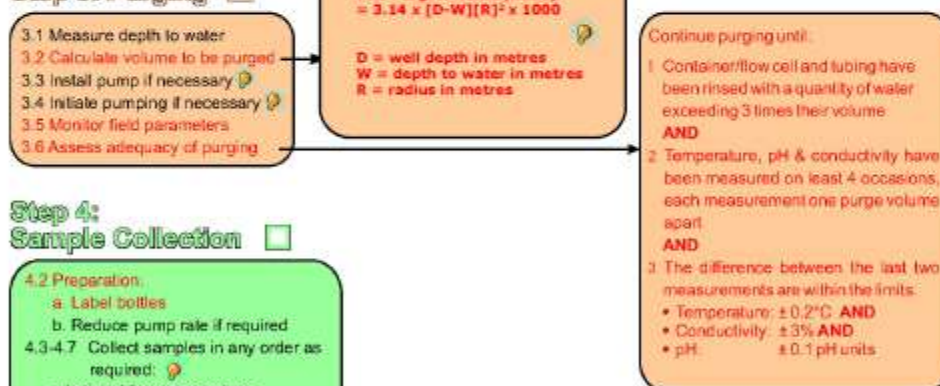 = 3.14 x [D-W][R]² x 1000
D = well depth in metres
W = depth to water in metres
R = radius in metres
3.1 Measure depth to water
3.2 Calculate volume to be purged
3.3 Install pump if necessary
3.4 Initiate pumping if necessary
3.5 Monitor field parameters
3.6 Assess adequacy of purging
Continue purging until:
1 Container/flow cell and tubing have
been rinsed with a quantity of water
exceeding 3 times their volume
AND
2 Temperature, pH & conductivity have
been measured on least 4 occasions,
each measurement one purge volume
apart
AND
3 The difference between the last two
measurements are within the limits.
• Temperature: ± 0.2°C AND
• Conductivity: ± 3% AND
• pH: ± 0.1 pH units
Step 4:
Sample Collection
4.2 Preparation:
a. Label bottles
b. Reduce pump rate if required
4.3-4.7 Collect samples in any order as
required: